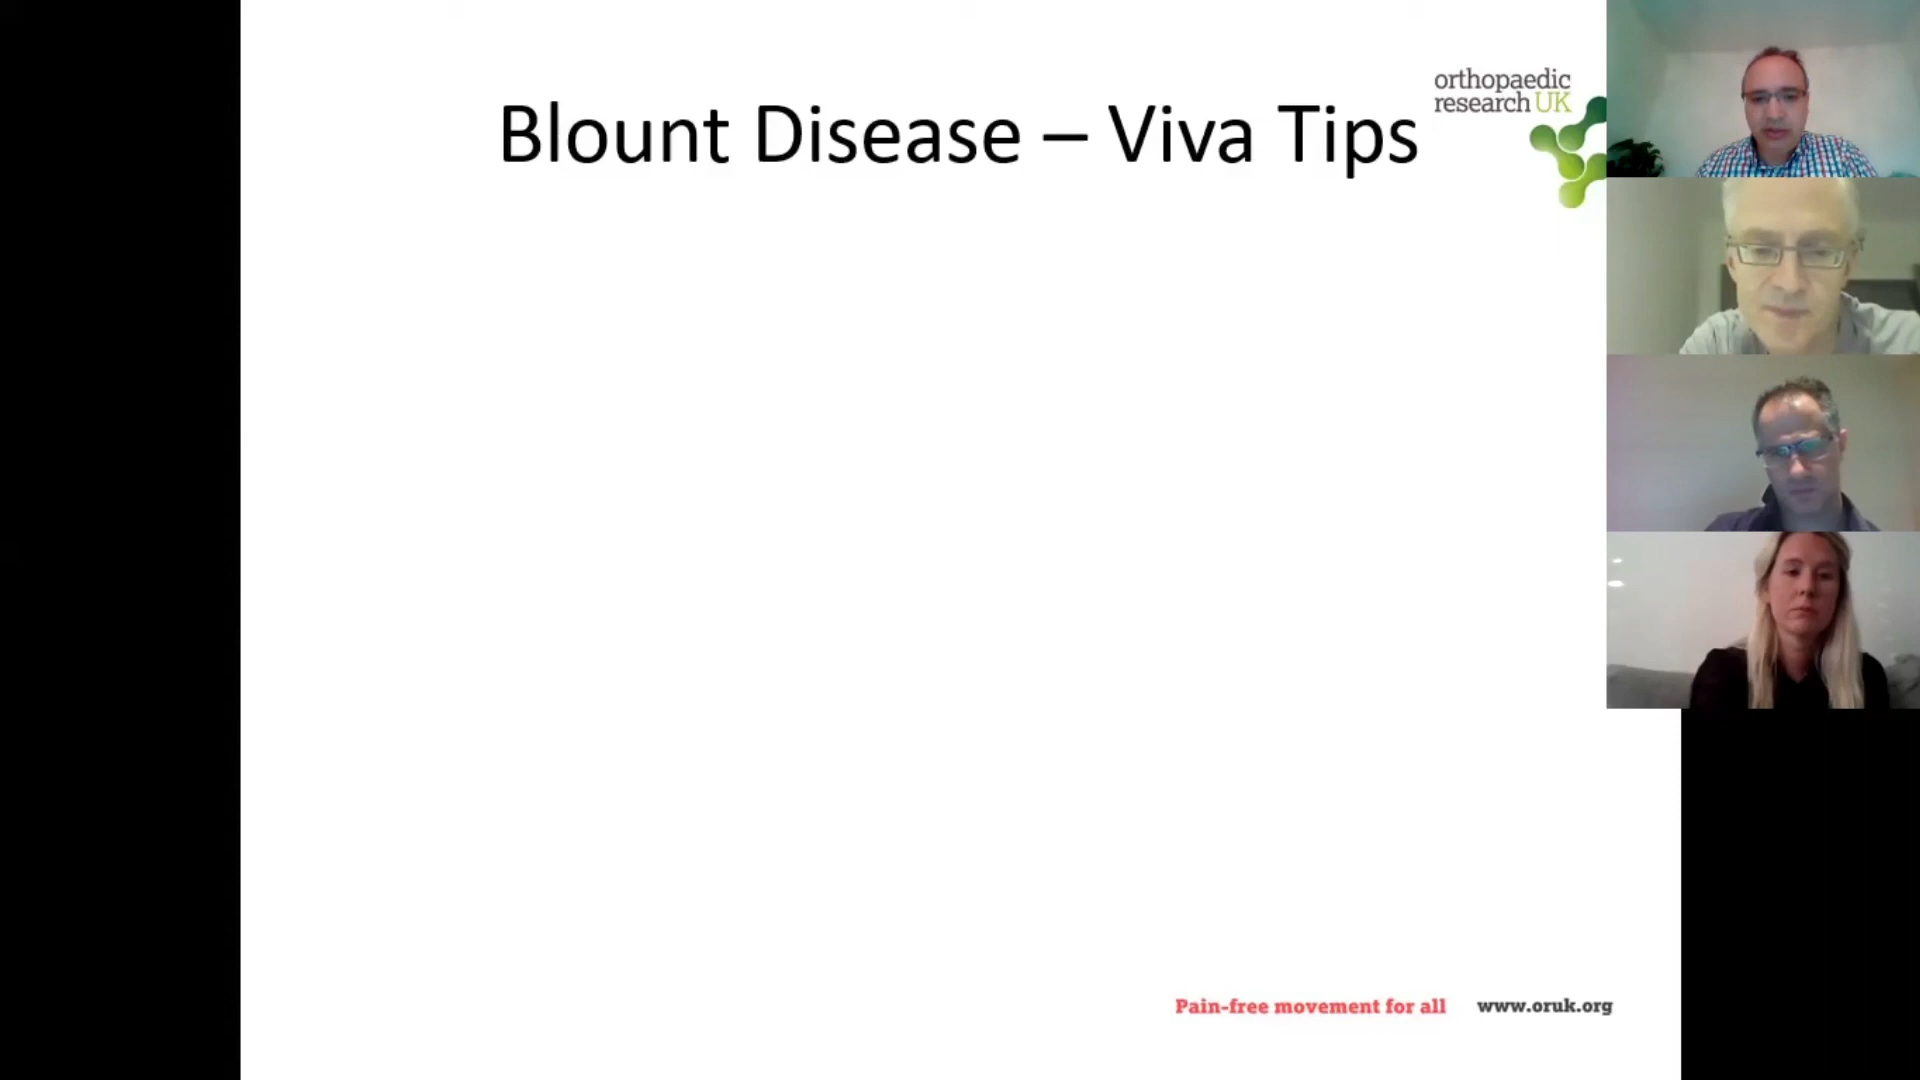 Blount Disease – Viva Tips
orthopaedic
research UK
Pain-free movement for all
www.oruk.org